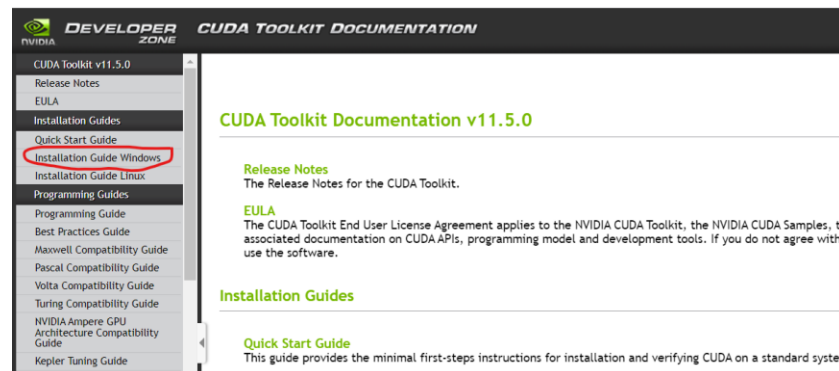 NVIDIA DEVELOPER ZONE
CUDA TOOLKIT DOCUMENTATION
CUDA Toolkit v11.5.0
Release Notes
EULA
Installation Guides
Quick Start Guide
Installation Guide Windows
Installation Guide Linux
Programming Guides
Programming Guide
Best Practices Guide
Maxwell Compatibility Guide
Pascal Compatibility Guide
Volta Compatibility Guide
Turing Compatibility Guide
NVIDIA Ampere GPU
Architecture Compatibility
Guide
Kepler Tuning Guide
CUDA Toolkit Documentation v11.5.0
Release Notes
The Release Notes for the CUDA Toolkit.
EULA
The CUDA Toolkit End User License Agreement applies to the NVIDIA CUDA Toolkit, the NVIDIA CUDA Samples, t
associated documentation on CUDA APIs, programming model and development tools. If you do not agree with
use the software.
Installation Guides
Quick Start Guide
This guide provides the minimal first-steps instructions for installation and verifying CUDA on a standard syste